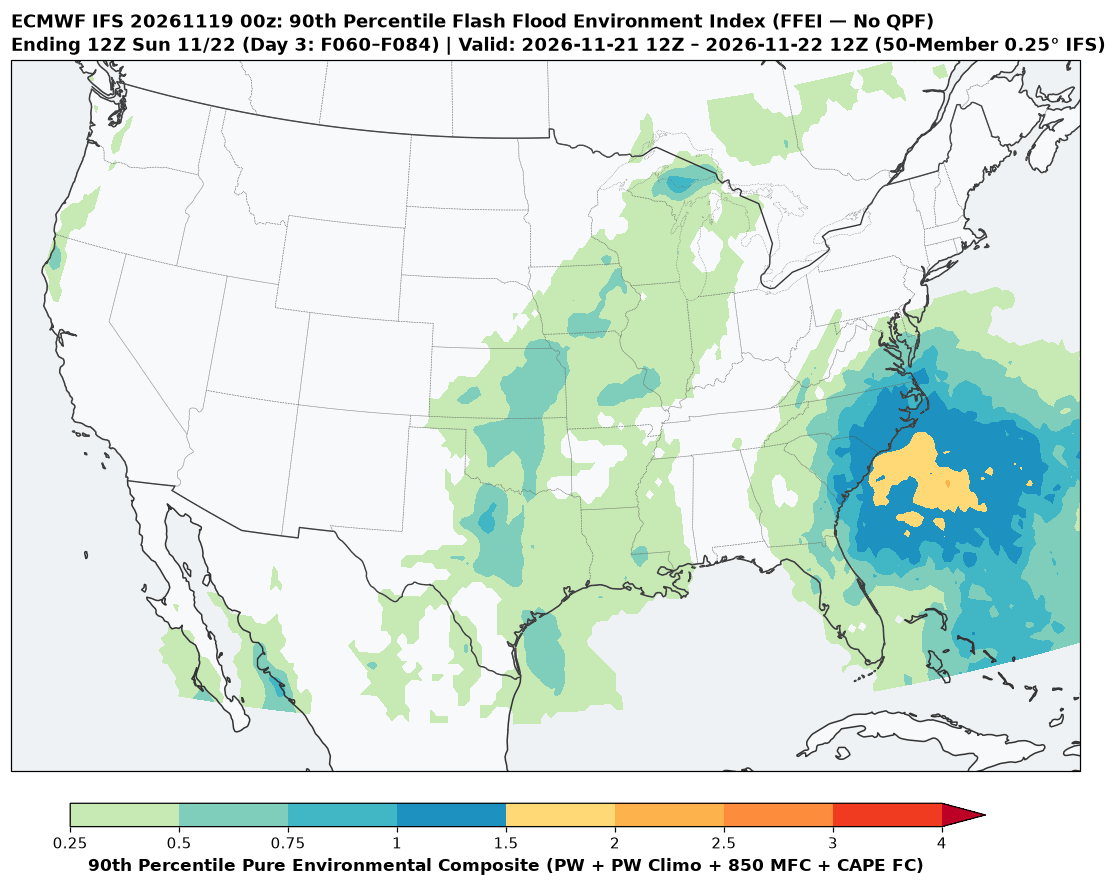 ECMWF IFS 20261119 00z: 90th Percentile Flash Flood Environment Index (FFEI — No QPF)
Ending 12Z Sun 11/22 (Day 3: F060–F084) | Valid: 2026-11-21 12Z – 2026-11-22 12Z (50-Member 0.25° IFS)
0.25 0.5 0.75 1 1.5 2 2.5 3 4
90th Percentile Pure Environmental Composite (PW + PW Climo + 850 MFC + CAPE FC)